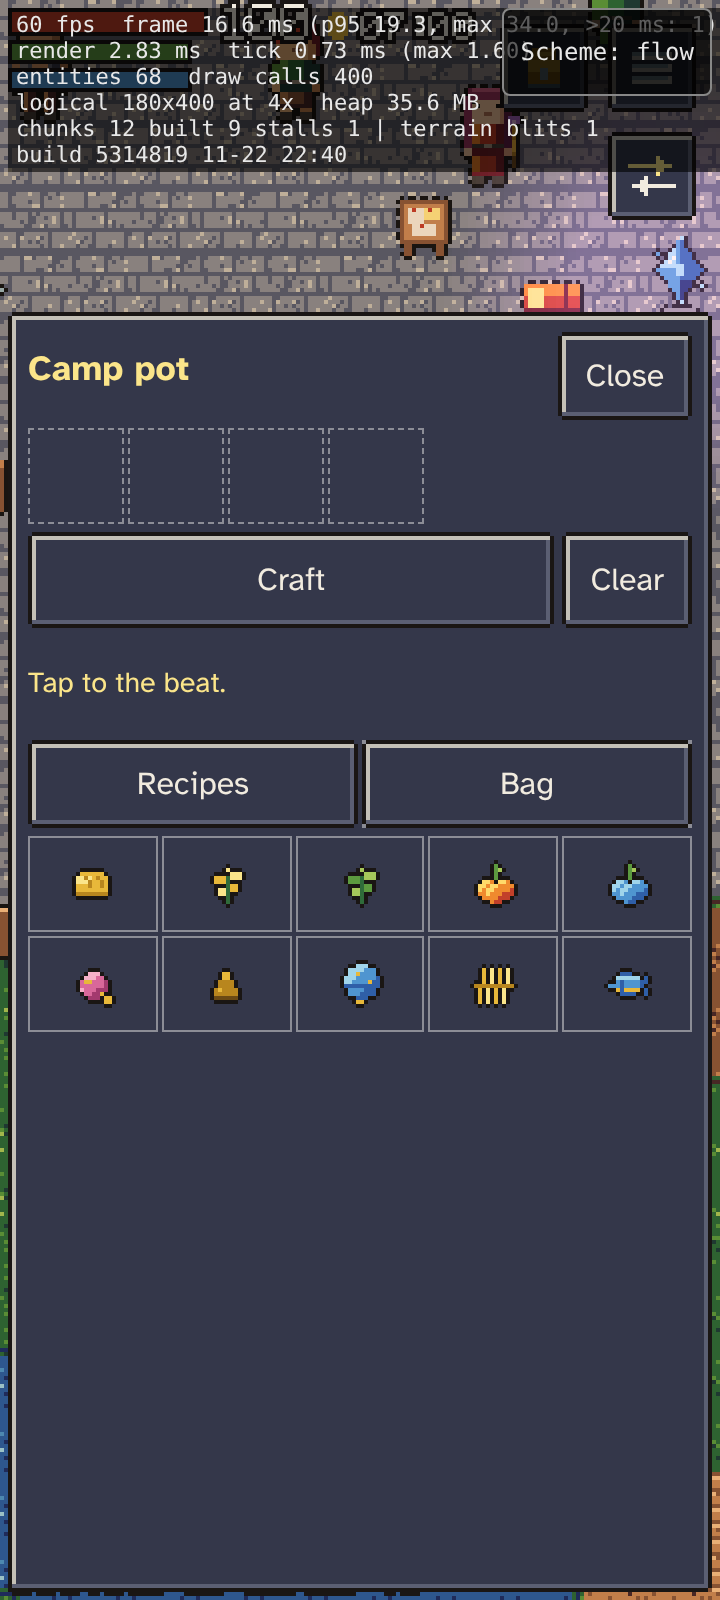 60 fps  frame 16.6 ms (p95 19.3, max 34.0, >20 ms: 1)
render 2.83 ms  tick 0.73 ms (max 1.60
Scheme: flow
entities 68  draw calls 400
logical 180x400 at 4x  heap 35.6 MB
chunks 12 built 9 stalls 1 | terrain blits 1
build 5314819 11-22 22:40
Camp pot
Close
Craft
Clear
Tap to the beat.
Recipes
Bag